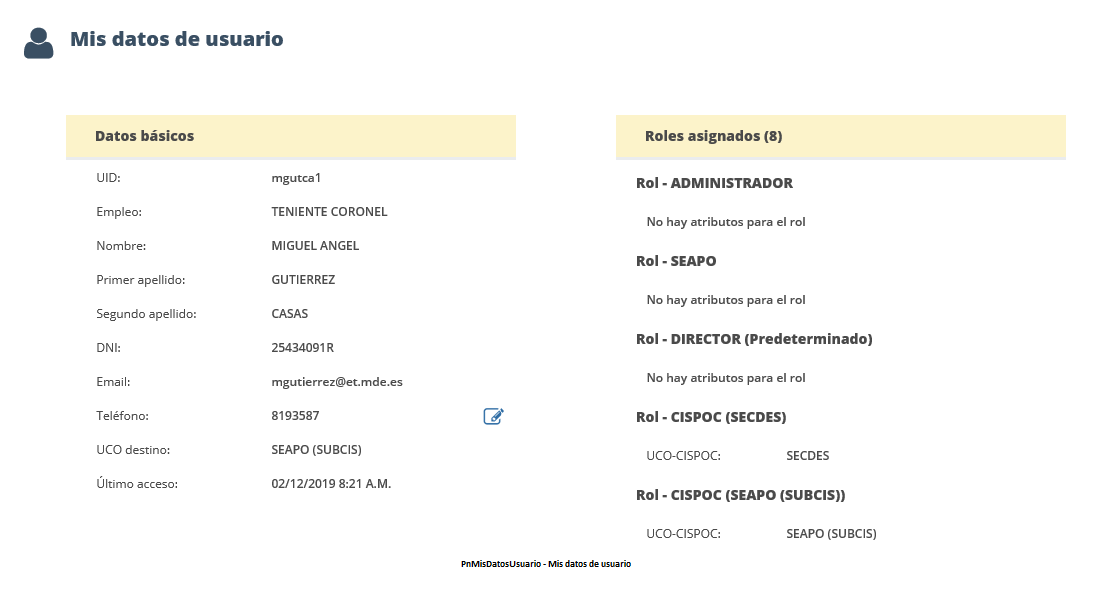 Mis datos de usuario
Datos básicos
UID: mgutca1
Empleo: TENIENTE CORONEL
Nombre: MIGUEL ANGEL
Primer apellido: GUTIERREZ
Segundo apellido: CASAS
DNI: 25434091R
Email: mgutierrez@et.mde.es
Teléfono: 8193587
UCO destino: SEAPO (SUBCIS)
Último acceso: 02/12/2019 8:21 A.M.
Roles asignados (8)
Rol - ADMINISTRADOR
No hay atributos para el rol
Rol - SEAPO
No hay atributos para el rol
Rol - DIRECTOR (Predeterminado)
No hay atributos para el rol
Rol - CISPOC (SECDES)
UCO-CISPOC: SECDES
Rol - CISPOC (SEAPO (SUBCIS))
UCO-CISPOC: SEAPO (SUBCIS)
PnMisDatosUsuario - Mis datos de usuario